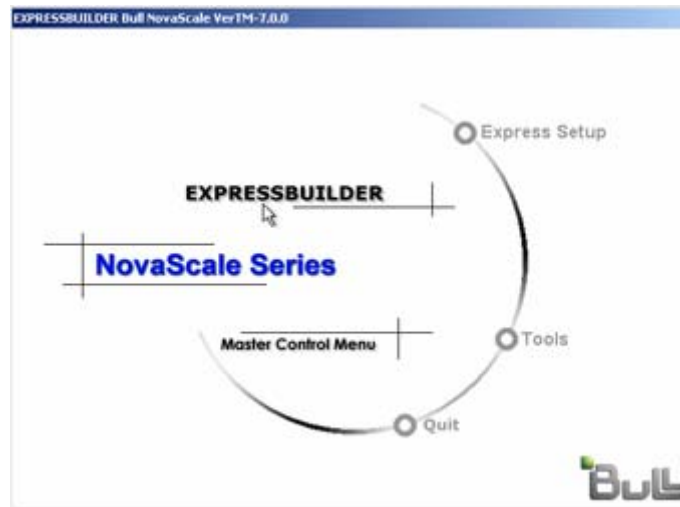 EXPRESSBUILDER Bull NovaScale VerTM-7.0.0
Express Setup
EXPRESSBUILDER
NovaScale Series
Master Control Menu
Tools
Quit
Bull